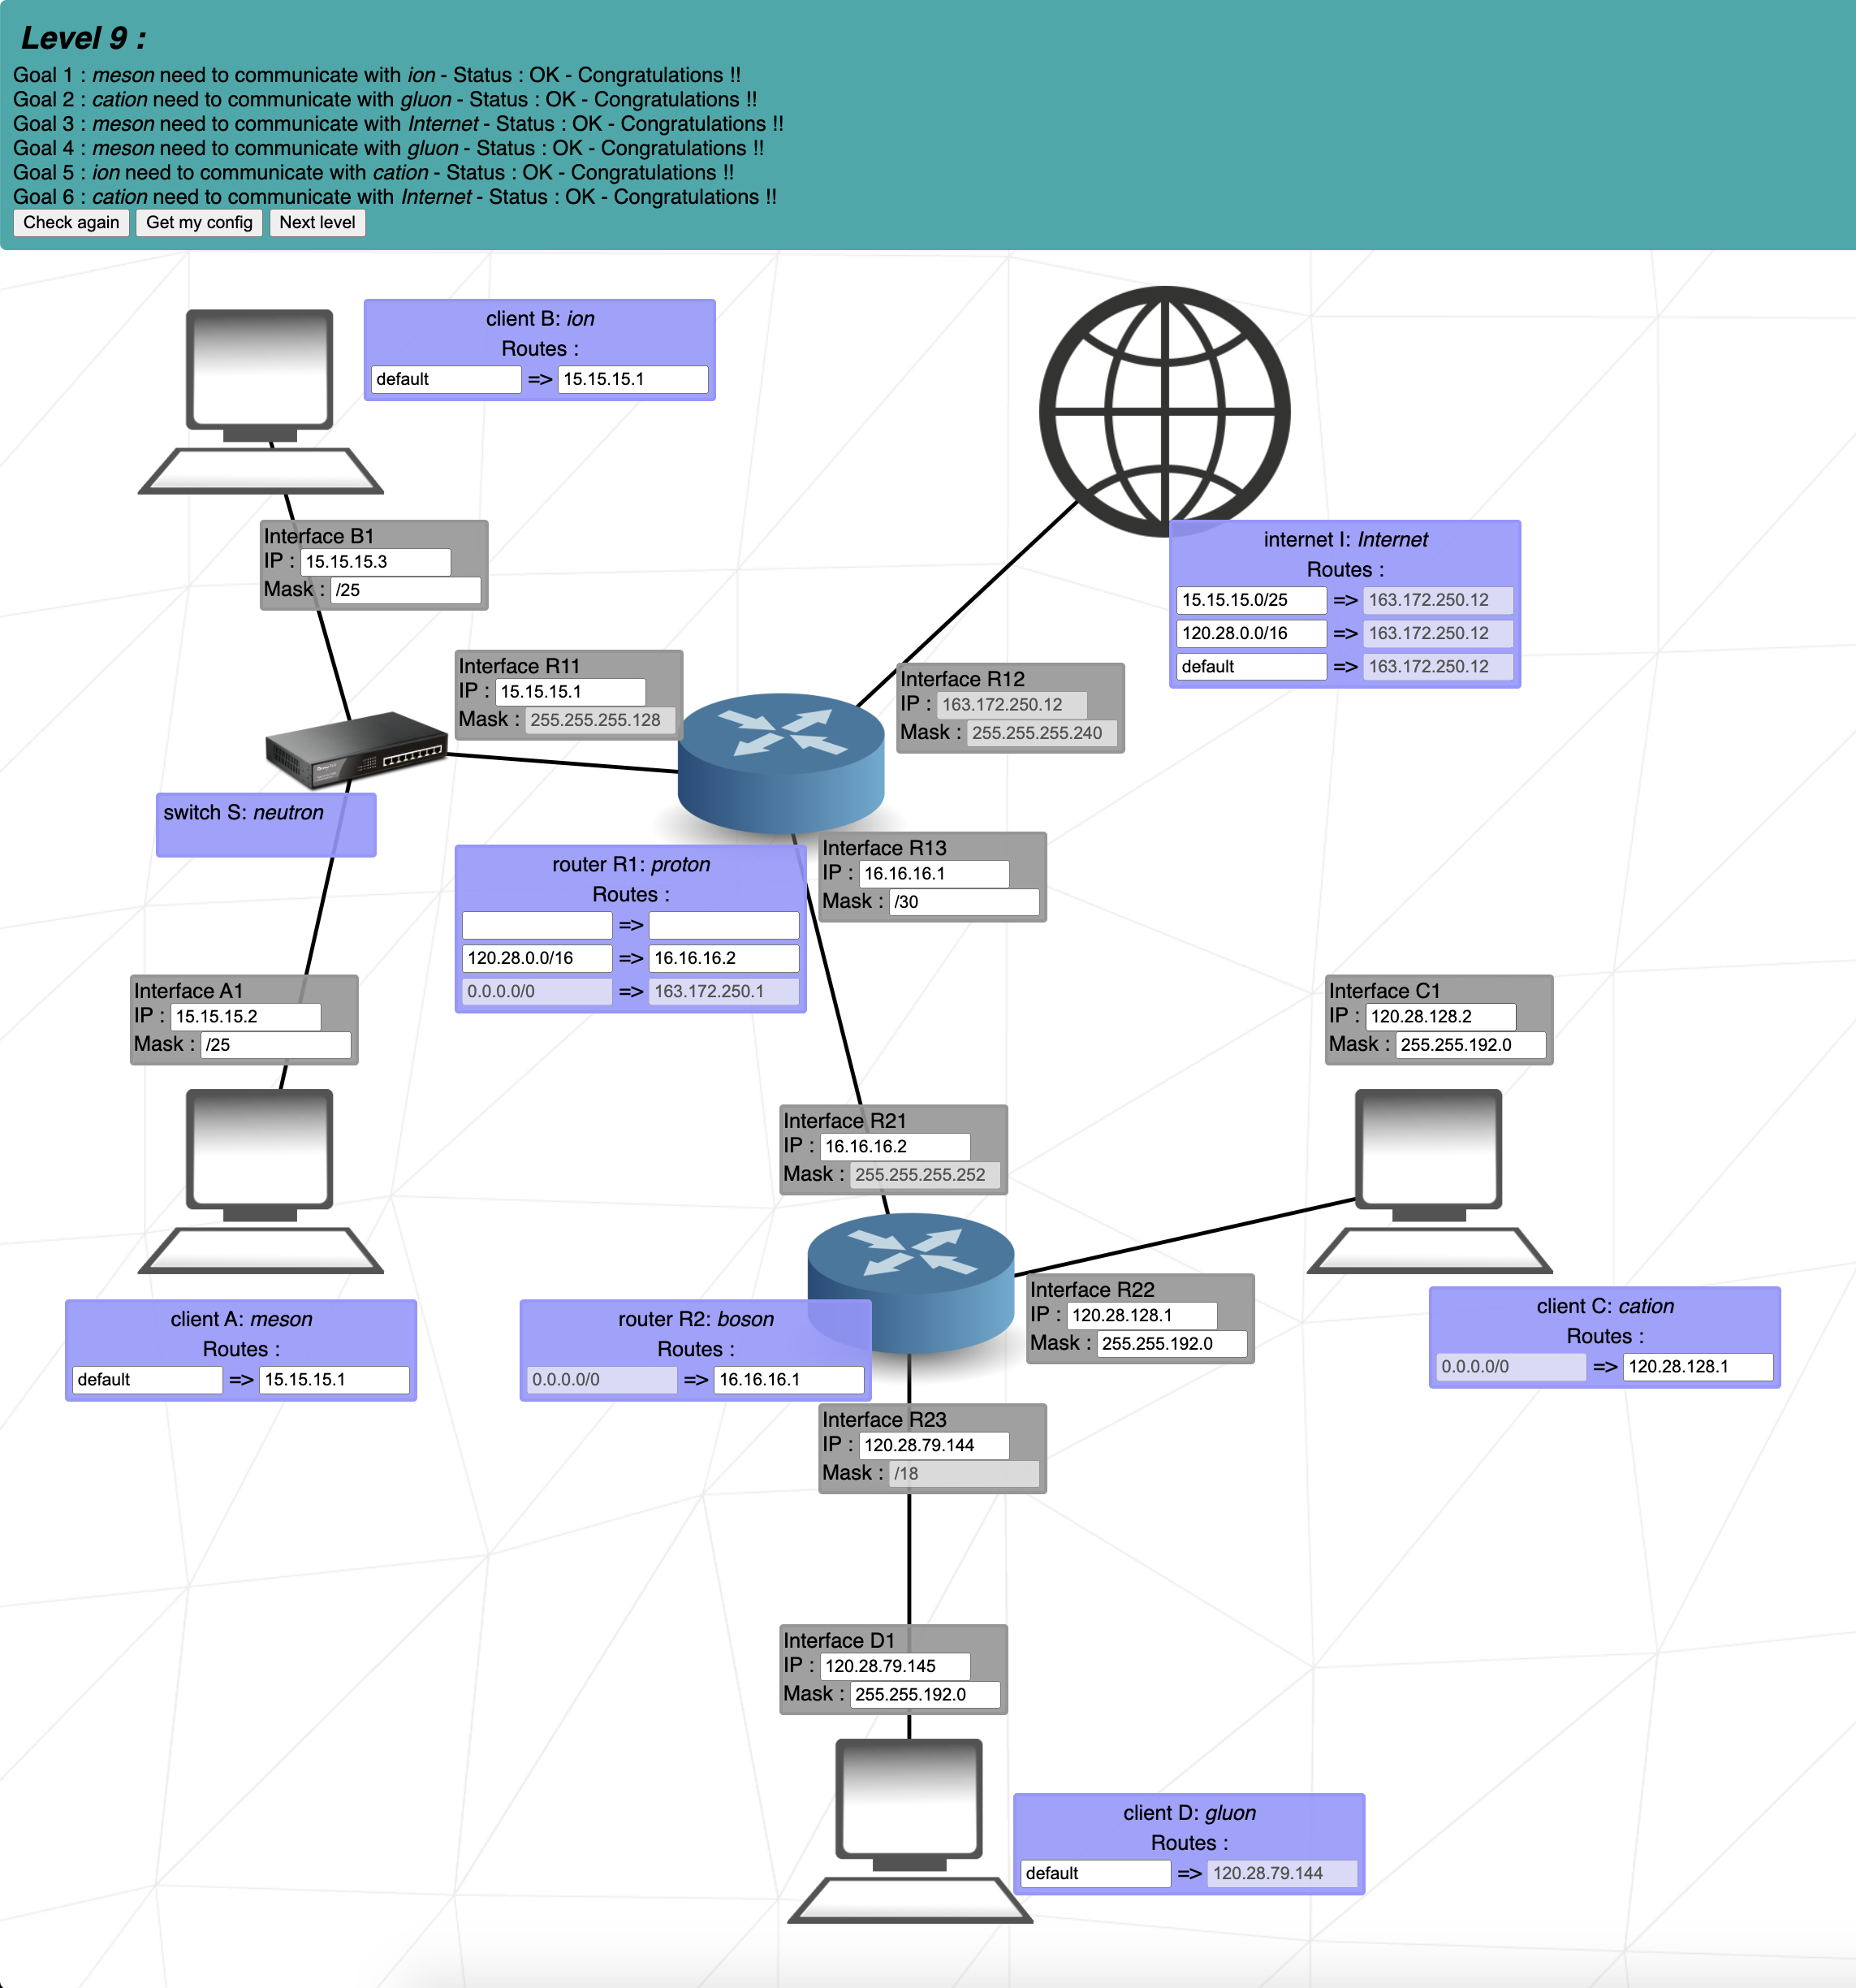 Level 9 :
Goal 1 : meson need to communicate with ion - Status : OK - Congratulations !!
Goal 2 : cation need to communicate with gluon - Status : OK - Congratulations !!
Goal 3 : meson need to communicate with Internet - Status : OK - Congratulations !!
Goal 4 : meson need to communicate with gluon - Status : OK - Congratulations !!
Goal 5 : ion need to communicate with cation - Status : OK - Congratulations !!
Goal 6 : cation need to communicate with Internet - Status : OK - Congratulations !!
Check again Get my config Next level
client B: ion
Routes :
default => 15.15.15.1
Interface B1
IP : 15.15.15.3
Mask : /25
internet I: Internet
Routes :
15.15.15.0/25 => 163.172.250.12
120.28.0.0/16 => 163.172.250.12
default => 163.172.250.12
Interface R11
IP : 15.15.15.1
Mask : 255.255.255.128
Interface R12
IP : 163.172.250.12
Mask : 255.255.255.240
switch S: neutron
Interface R13
IP : 16.16.16.1
Mask : /30
router R1: proton
Routes :
=>
120.28.0.0/16 => 16.16.16.2
0.0.0.0/0 => 163.172.250.1
Interface A1
IP : 15.15.15.2
Mask : /25
Interface C1
IP : 120.28.128.2
Mask : 255.255.192.0
Interface R21
IP : 16.16.16.2
Mask : 255.255.255.252
Interface R22
IP : 120.28.128.1
Mask : 255.255.192.0
client A: meson
Routes :
default => 15.15.15.1
router R2: boson
Routes :
0.0.0.0/0 => 16.16.16.1
client C: cation
Routes :
0.0.0.0/0 => 120.28.128.1
Interface R23
IP : 120.28.79.144
Mask : /18
Interface D1
IP : 120.28.79.145
Mask : 255.255.192.0
client D: gluon
Routes :
default => 120.28.79.144